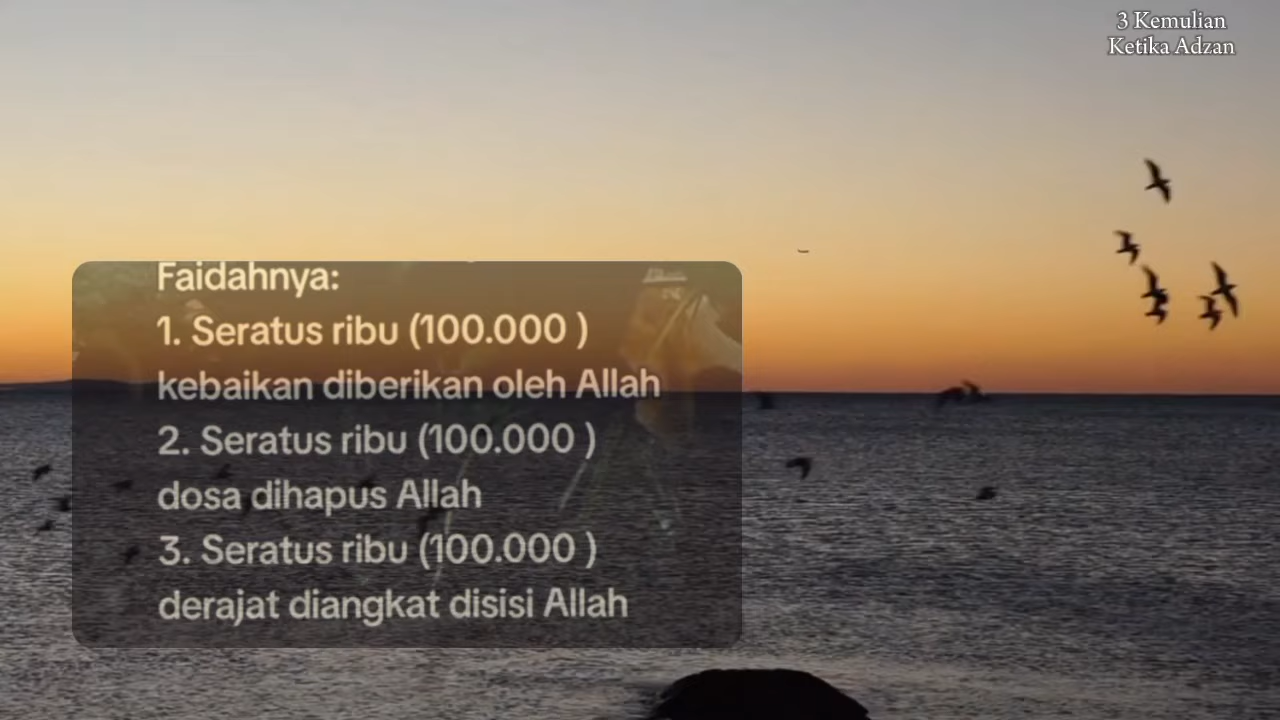 3 Kemulian
Ketika Adzan
Faidahnya:
1. Seratus ribu (100.000 )
kebaikan diberikan oleh Allah
2. Seratus ribu (100.000 )
dosa dihapus Allah
3. Seratus ribu (100.000 )
derajat diangkat disisi Allah